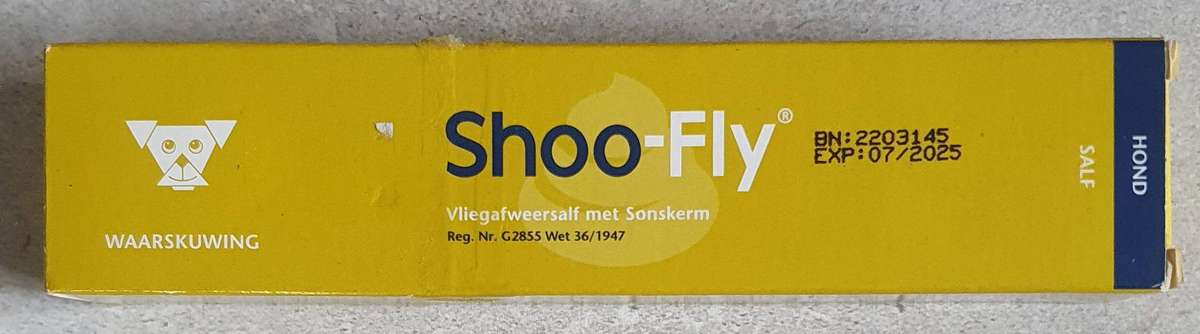 Shoo-Fly®
BN:2203145
EXP:07/2025
Vliegafweersalf met Sonskerm
Reg. Nr. G2855 Wet 36/1947
WAARSKUWING
HOND
SALF